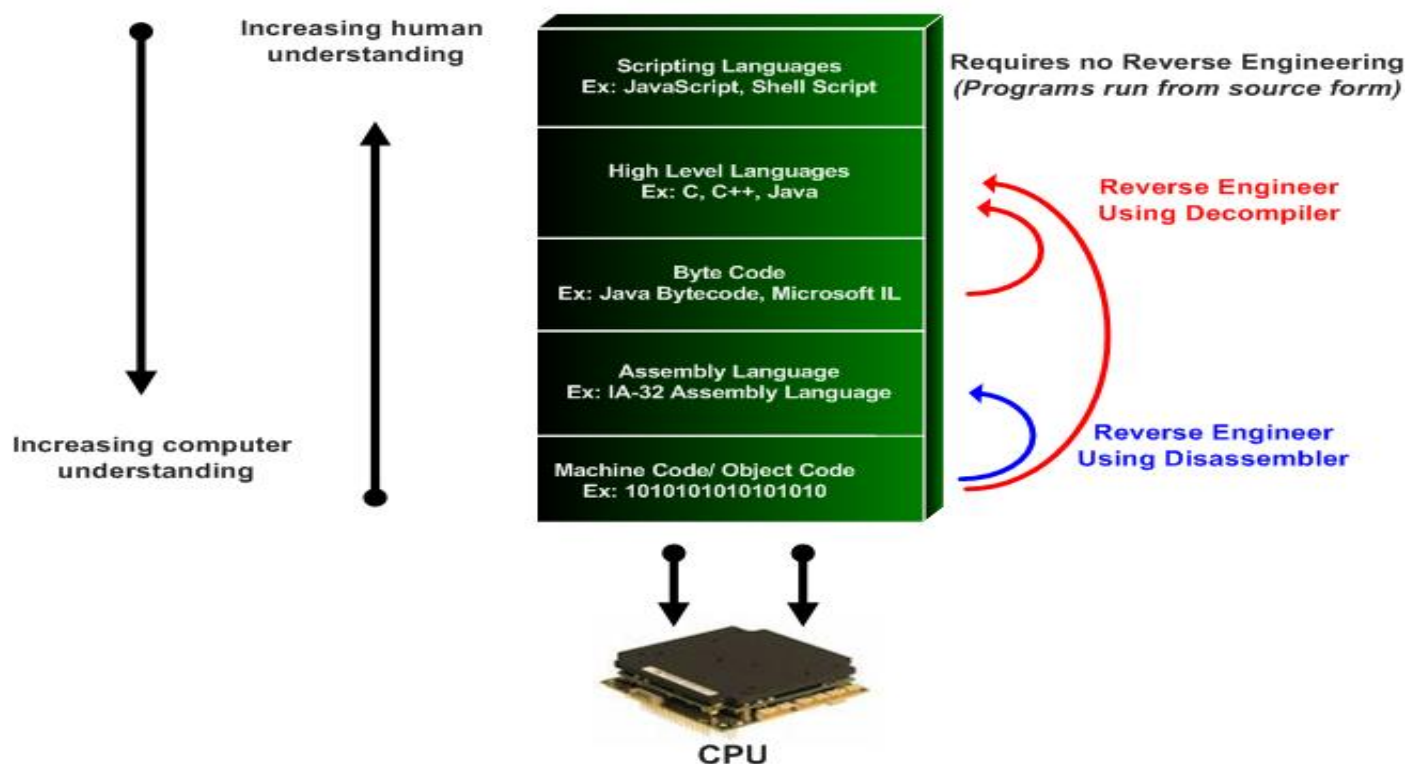 Increasing human
understanding
Increasing computer
understanding
Scripting Languages
Ex: JavaScript, Shell Script
High Level Languages
Ex: C, C++, Java
Byte Code
Ex: Java Bytecode, Microsoft IL
Assembly Language
Ex: IA-32 Assembly Language
Machine Code/ Object Code
Ex: 1010101010101010
Requires no Reverse Engineering
(Programs run from source form)
Reverse Engineer
Using Decompiler
Reverse Engineer
Using Disassembler
CPU